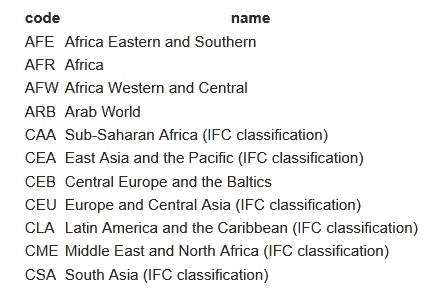 code name
AFE Africa Eastern and Southern
AFR Africa
AFW Africa Western and Central
ARB Arab World
CAA Sub-Saharan Africa (IFC classification)
CEA East Asia and the Pacific (IFC classification)
CEB Central Europe and the Baltics
CEU Europe and Central Asia (IFC classification)
CLA Latin America and the Caribbean (IFC classification)
CME Middle East and North Africa (IFC classification)
CSA South Asia (IFC classification)